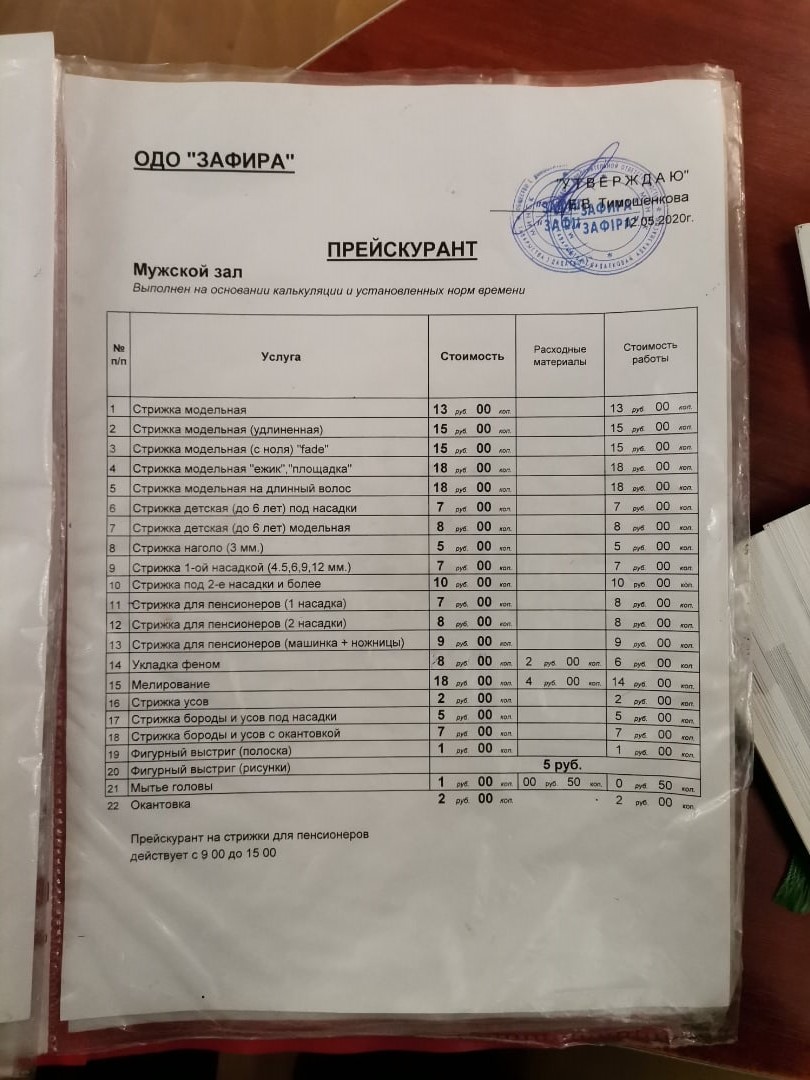 ОДО "ЗАФИРА"
"УТВЕРЖДАЮ"
Е.В. Тимошенкова
12.05.2020г.
ПРЕЙСКУРАНТ
Мужской зал
Выполнен на основании калькуляции и установленных норм времени
№ п/п Услуга Стоимость Расходные материалы Стоимость работы
1 Стрижка модельная 13 руб. 00 коп. 13 руб. 00 коп.
2 Стрижка модельная (удлиненная) 15 руб. 00 коп. 15 руб. 00 коп.
3 Стрижка модельная (с ноля) "fade" 15 руб. 00 коп. 15 руб. 00 коп.
4 Стрижка модельная "ежик","площадка" 18 руб. 00 коп. 18 руб. 00 коп.
5 Стрижка модельная на длинный волос 18 руб. 00 коп. 18 руб. 00 коп.
6 Стрижка детская (до 6 лет) под насадки 7 руб. 00 коп. 7 руб. 00 коп.
7 Стрижка детская (до 6 лет) модельная 8 руб. 00 коп. 8 руб. 00 коп.
8 Стрижка наголо (3 мм.) 5 руб. 00 коп. 5 руб. 00 коп.
9 Стрижка 1-ой насадкой (4.5,6,9,12 мм.) 7 руб. 00 коп. 7 руб. 00 коп.
10 Стрижка под 2-е насадки и более 10 руб. 00 коп. 10 руб. 00 коп.
11 Стрижка для пенсионеров (1 насадка) 7 руб. 00 коп. 8 руб. 00 коп.
12 Стрижка для пенсионеров (2 насадки) 8 руб. 00 коп. 8 руб. 00 коп.
13 Стрижка для пенсионеров (машинка + ножницы) 9 руб. 00 коп. 9 руб. 00 коп.
14 Укладка феном 8 руб. 00 коп. 2 руб. 00 коп. 6 руб. 00 коп.
15 Мелирование 18 руб. 00 коп. 4 руб. 00 коп. 14 руб. 00 коп.
16 Стрижка усов 2 руб. 00 коп. 2 руб. 00 коп.
17 Стрижка бороды и усов под насадки 5 руб. 00 коп. 5 руб. 00 коп.
18 Стрижка бороды и усов с окантовкой 7 руб. 00 коп. 7 руб. 00 коп.
19 Фигурный выстриг (полоска) 1 руб. 00 коп. 1 руб. 00 коп.
20 Фигурный выстриг (рисунки) 5 руб.
21 Мытье головы 1 руб. 00 коп. 00 руб. 50 коп. 0 руб. 50 коп.
22 Окантовка 2 руб. 00 коп. 2 руб. 00 коп.
Прейскурант на стрижки для пенсионеров
действует с 9 00 до 15 00